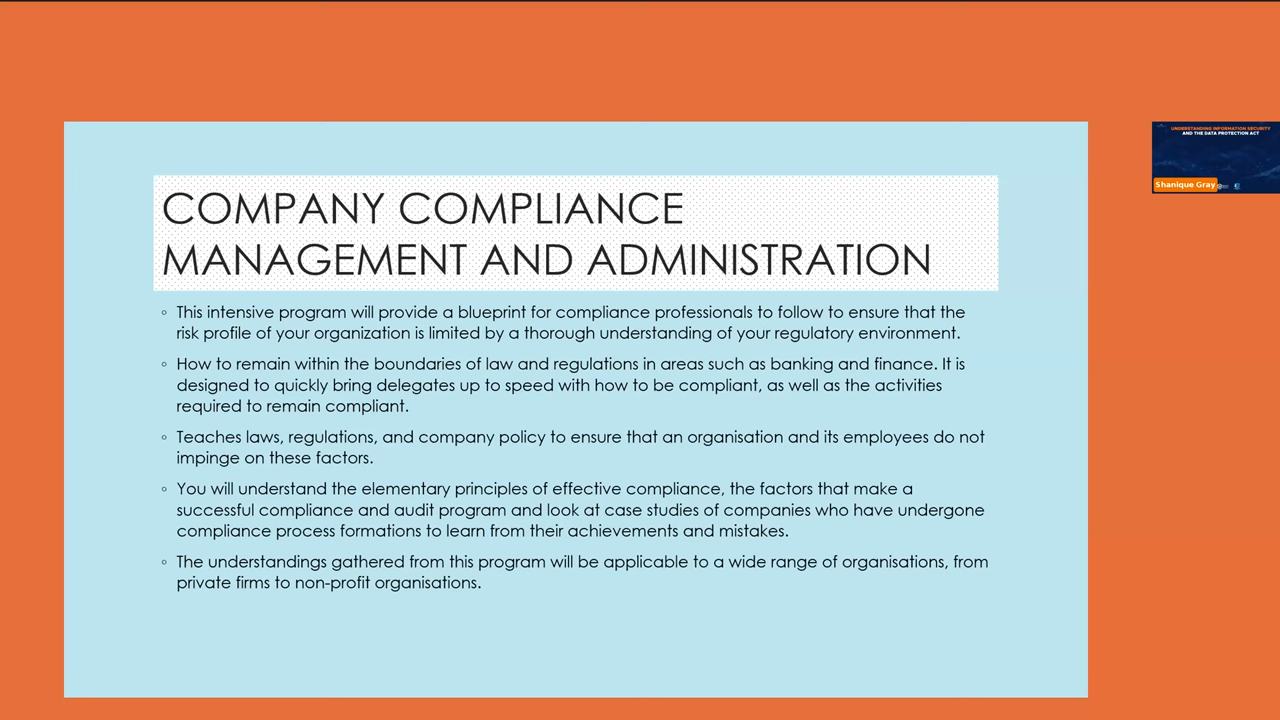 COMPANY COMPLIANCE
MANAGEMENT AND ADMINISTRATION
◦ This intensive program will provide a blueprint for compliance professionals to follow to ensure that the
risk profile of your organization is limited by a thorough understanding of your regulatory environment.
◦ How to remain within the boundaries of law and regulations in areas such as banking and finance. It is
designed to quickly bring delegates up to speed with how to be compliant, as well as the activities
required to remain compliant.
◦ Teaches laws, regulations, and company policy to ensure that an organisation and its employees do not
impinge on these factors.
◦ You will understand the elementary principles of effective compliance, the factors that make a
successful compliance and audit program and look at case studies of companies who have undergone
compliance process formations to learn from their achievements and mistakes.
◦ The understandings gathered from this program will be applicable to a wide range of organisations, from
private firms to non-profit organisations.
UNDERSTANDING INFORMATION SECURITY
AND THE DATA PROTECTION ACT
Shanique Gray